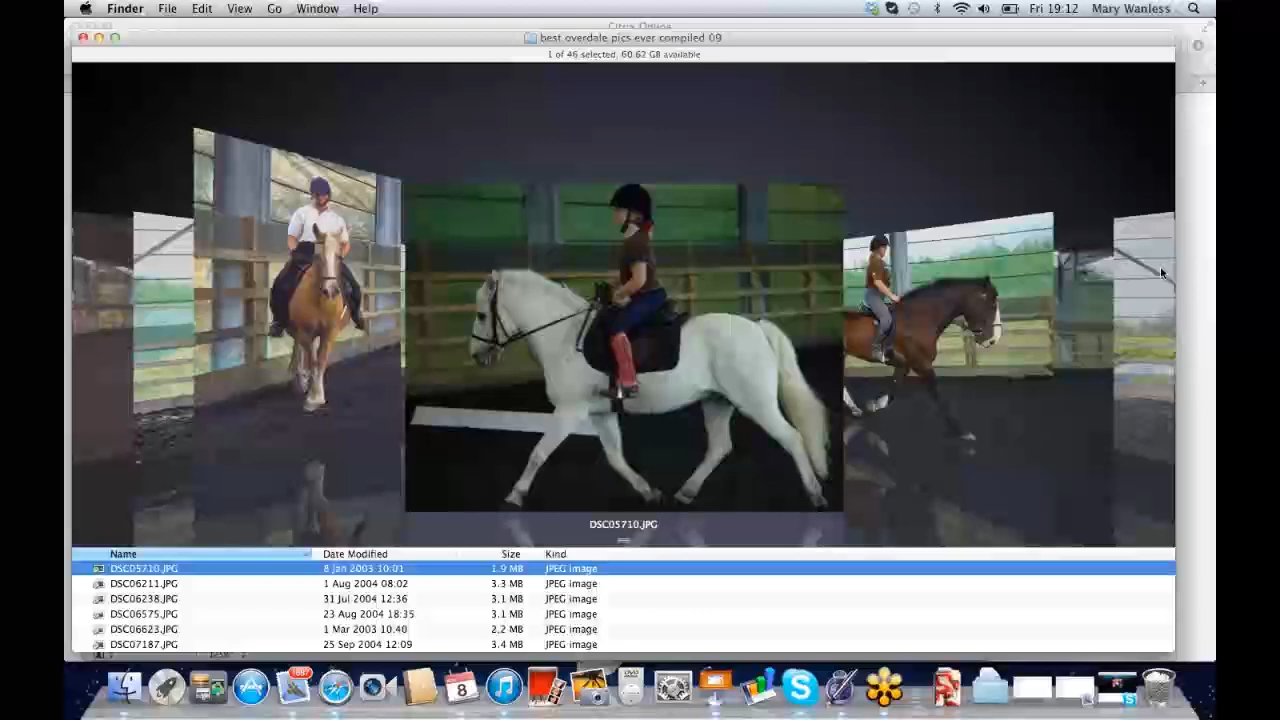 Finder File Edit View Go Window Help Fri 19:12 Mary Wanless
Citrix Online
best overdale pics ever compiled 09
1 of 46 selected, 60.62 GB available
DSC05710.JPG
Name Date Modified Size Kind
DSC05710.JPG 8 Jan 2003 10:01 1.9 MB JPEG image
DSC06211.JPG 1 Aug 2004 08:02 3.3 MB JPEG image
DSC06238.JPG 31 Jul 2004 12:36 3.1 MB JPEG image
DSC06575.JPG 23 Aug 2004 18:35 3.1 MB JPEG image
DSC06623.JPG 1 Mar 2003 10:40 2.2 MB JPEG image
DSC07187.JPG 25 Sep 2004 12:09 3.4 MB JPEG image
8